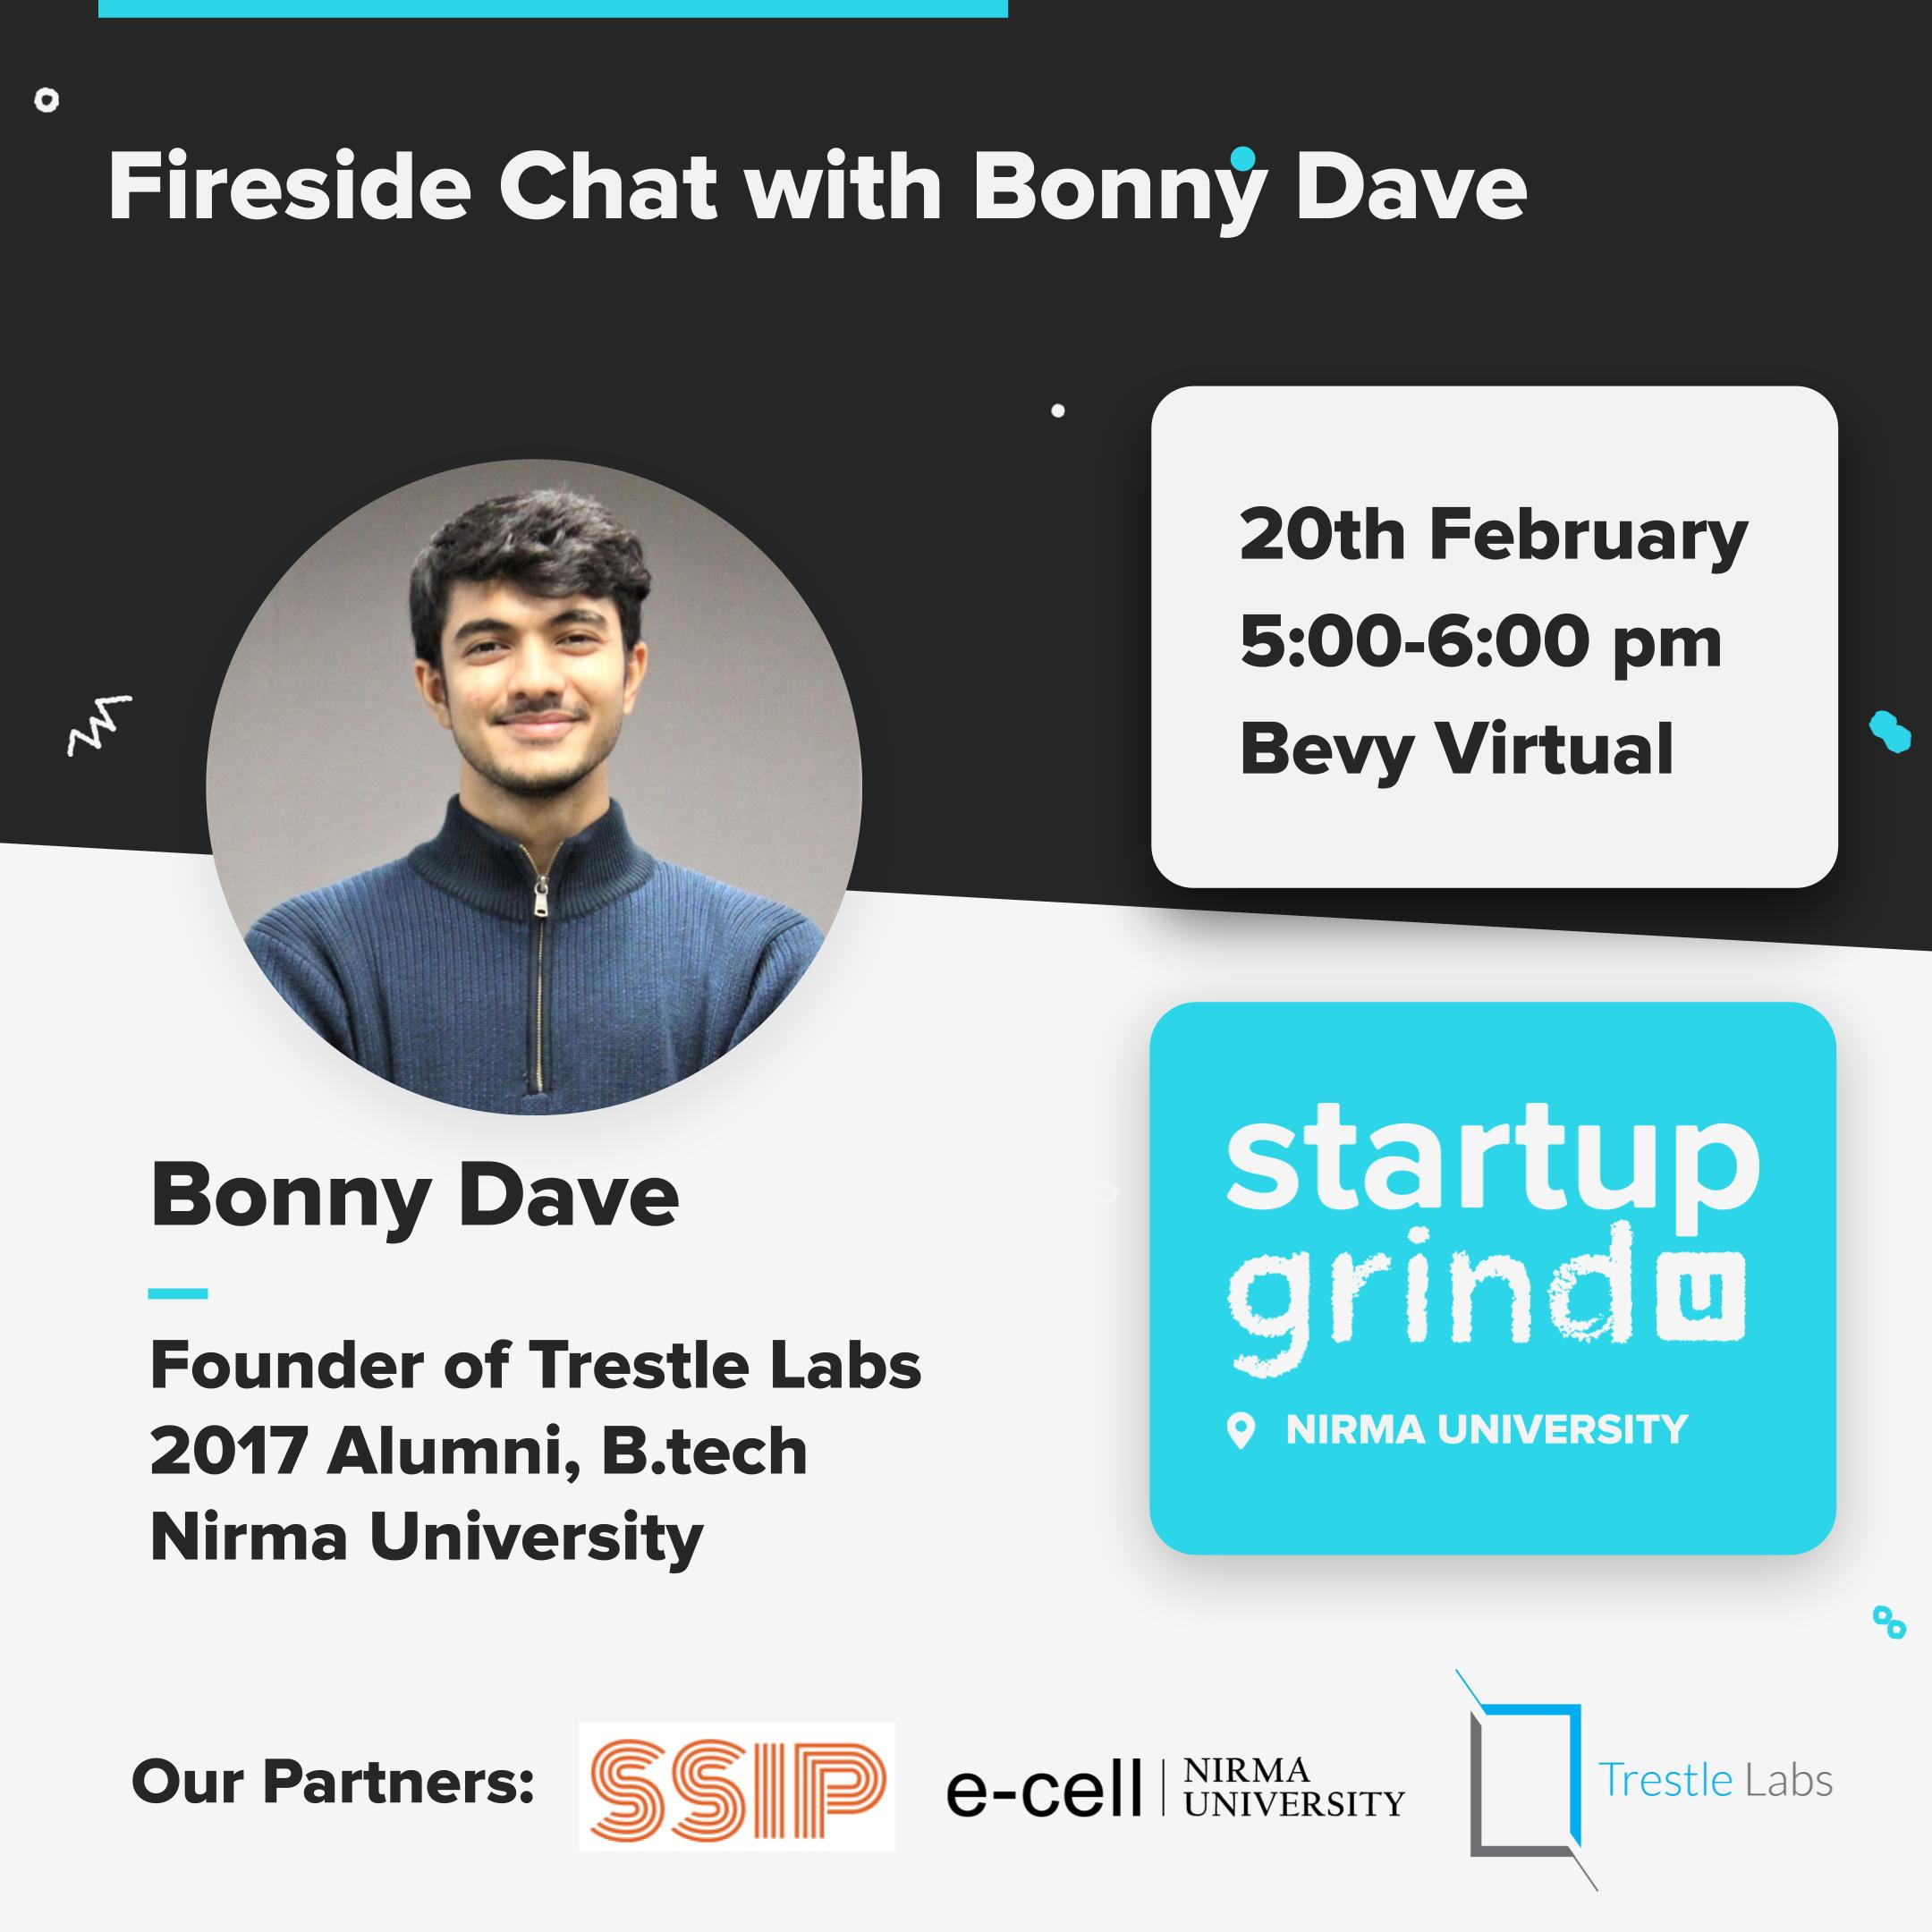 Fireside Chat with Bonny Dave
20th February
5:00-6:00 pm
Bevy Virtual
Bonny Dave
Founder of Trestle Labs
2017 Alumni, B.tech
Nirma University
startup
grind u
NIRMA UNIVERSITY
Our Partners:
SSIP
e-cell
NIRMA
UNIVERSITY
Trestle Labs